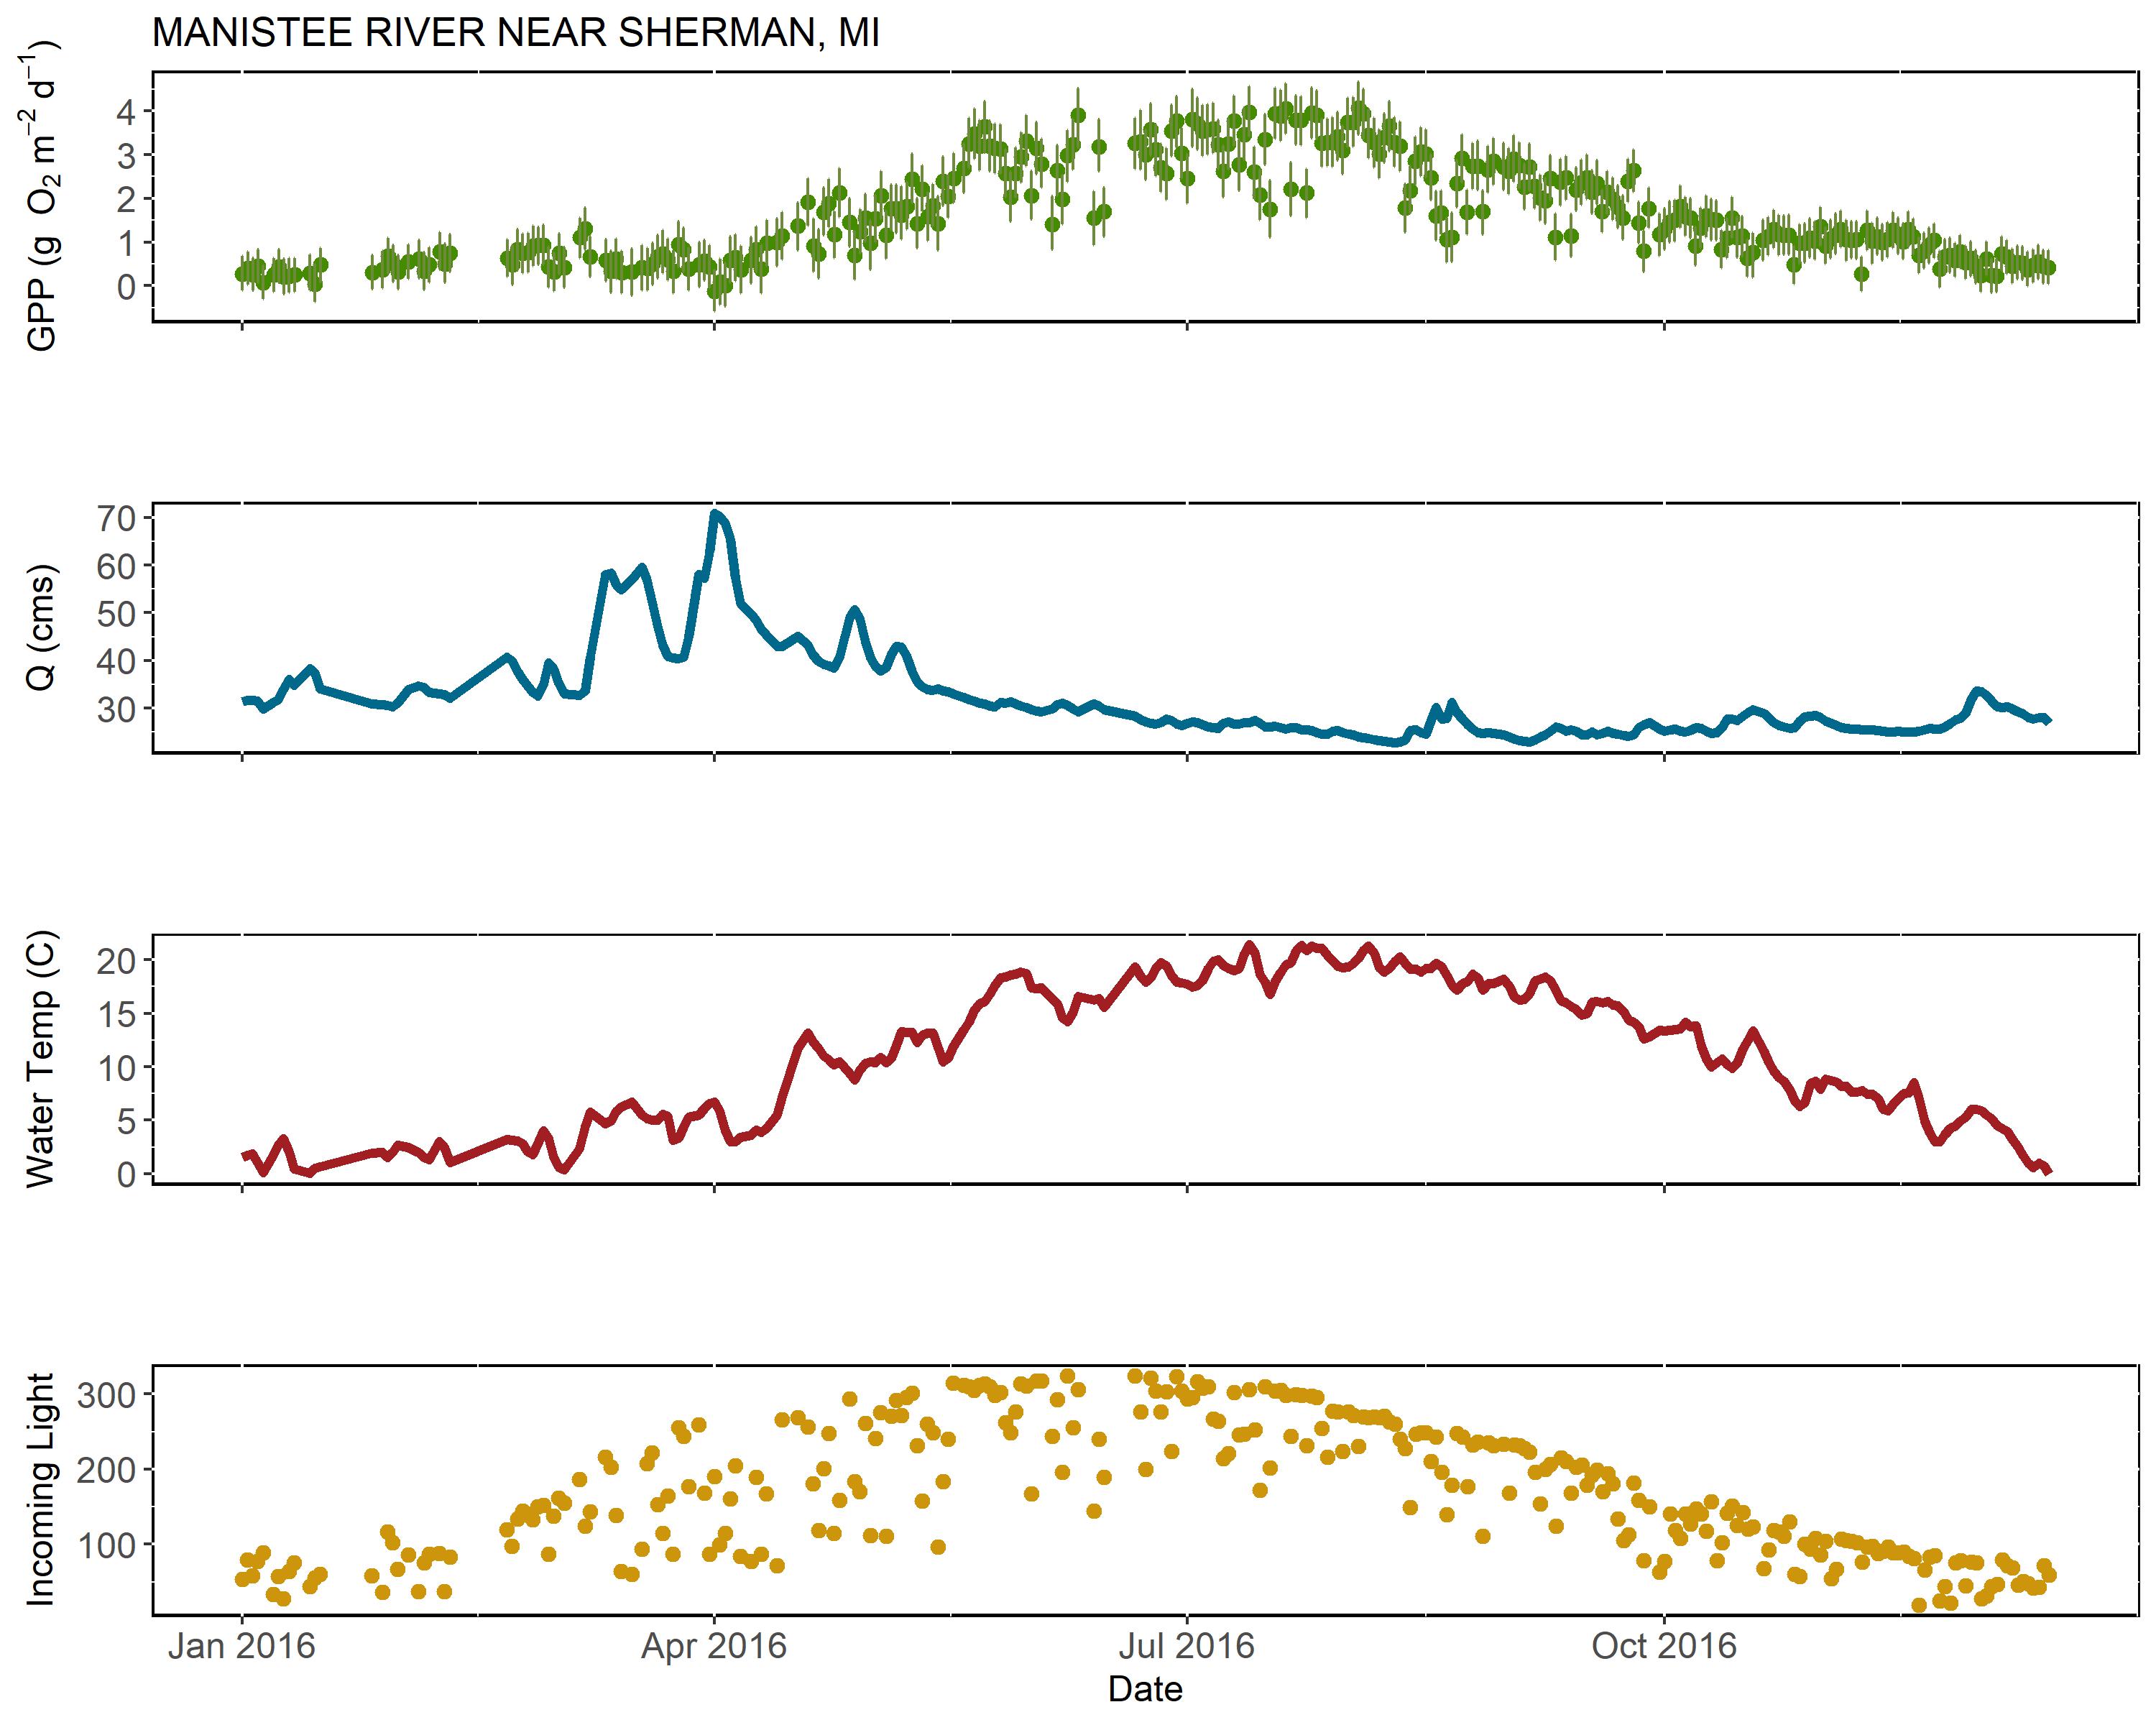 MANISTEE RIVER NEAR SHERMAN, MI
GPP (g O₂ m⁻² d⁻¹)
4
3
2
1
0
Q (cms)
70
60
50
40
30
Water Temp (C)
20
15
10
5
0
Incoming Light
300
200
100
Jan 2016 Apr 2016 Jul 2016 Oct 2016
Date